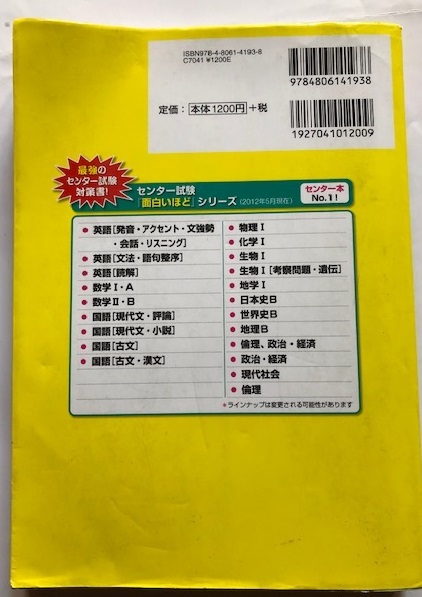 ISBN978-4-8061-4193-8
C7041 ¥1200E
9784806141938
定価：本体1200円＋税
1927041012009
最強の
センター試験
対策書！
センター試験
「面白いほど」シリーズ（2012年5月現在）
センター本
No.1！
●英語[発音・アクセント・文強勢
・会話・リスニング]
●英語[文法・語句整序]
●英語[読解]
●数学Ⅰ・A
●数学Ⅱ・B
●国語[現代文・評論]
●国語[現代文・小説]
●国語[古文]
●国語[古文・漢文]
●物理Ⅰ
●化学Ⅰ
●生物Ⅰ
●生物Ⅰ[考察問題・遺伝]
●地学Ⅰ
●日本史B
●世界史B
●地理B
●倫理、政治・経済
●政治・経済
●現代社会
●倫理
＊ラインナップは変更される可能性があります